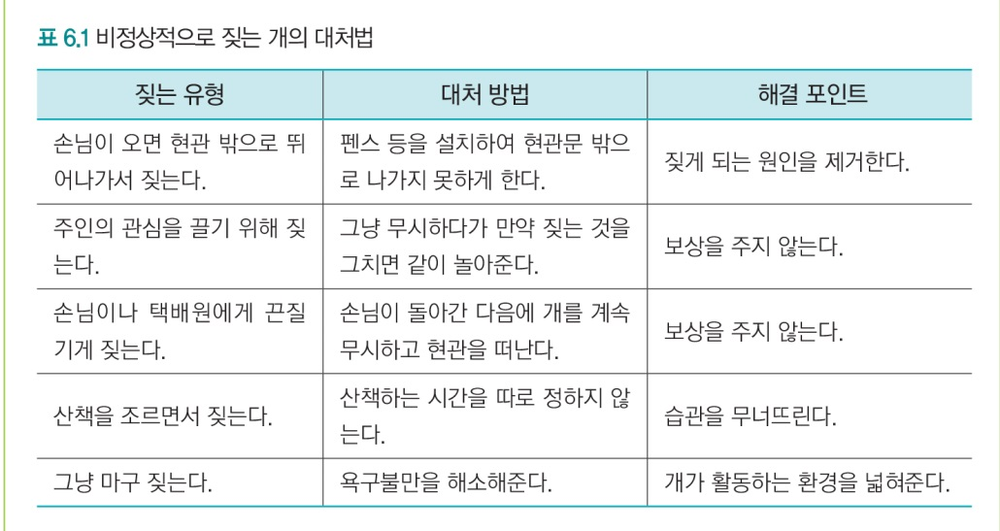 표 6.1 비정상적으로 짖는 개의 대처법
짖는 유형 대처 방법 해결 포인트
손님이 오면 현관 밖으로 뛰
어나가서 짖는다.
펜스 등을 설치하여 현관문 밖으
로 나가지 못하게 한다.
짖게 되는 원인을 제거한다.
주인의 관심을 끌기 위해 짖
는다.
그냥 무시하다가 만약 짖는 것을
그치면 같이 놀아준다.
보상을 주지 않는다.
손님이나 택배원에게 끈질
기게 짖는다.
손님이 돌아간 다음에 개를 계속
무시하고 현관을 떠난다.
보상을 주지 않는다.
산책을 조르면서 짖는다.
산책하는 시간을 따로 정하지 않
는다.
습관을 무너뜨린다.
그냥 마구 짖는다.
욕구불만을 해소해준다.
개가 활동하는 환경을 넓혀준다.